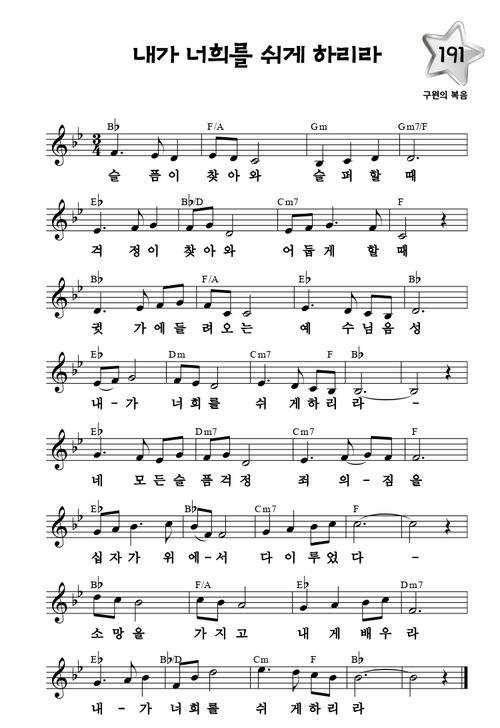 내가 너희를 쉬게 하리라
191
구원의 복음
B♭ F/A Gm Gm7/F
3/4
슬 픔이 찾아와 슬 퍼 할 때
E♭ B♭/D Cm7 F
걱 정이 찾아와 어둡게 할 때
B♭ F/A E♭ B♭
귓 가에들 려오는 예 수님음 성
E♭ Dm Cm7 F B♭
내-가 너희를 쉬 게하리 라 -
E♭ Dm7 Cm7 F
네 모든슬 픔걱정 죄 의-짐 을
E♭ B♭ Cm7 F
십자가 위 에-서 다 이루었 다 -
B♭ F/A E♭ Dm7
소망을 가지고 내 게 배우 라
E♭ B♭/D Cm F B♭
내-가 너희를 쉬 게하리 라